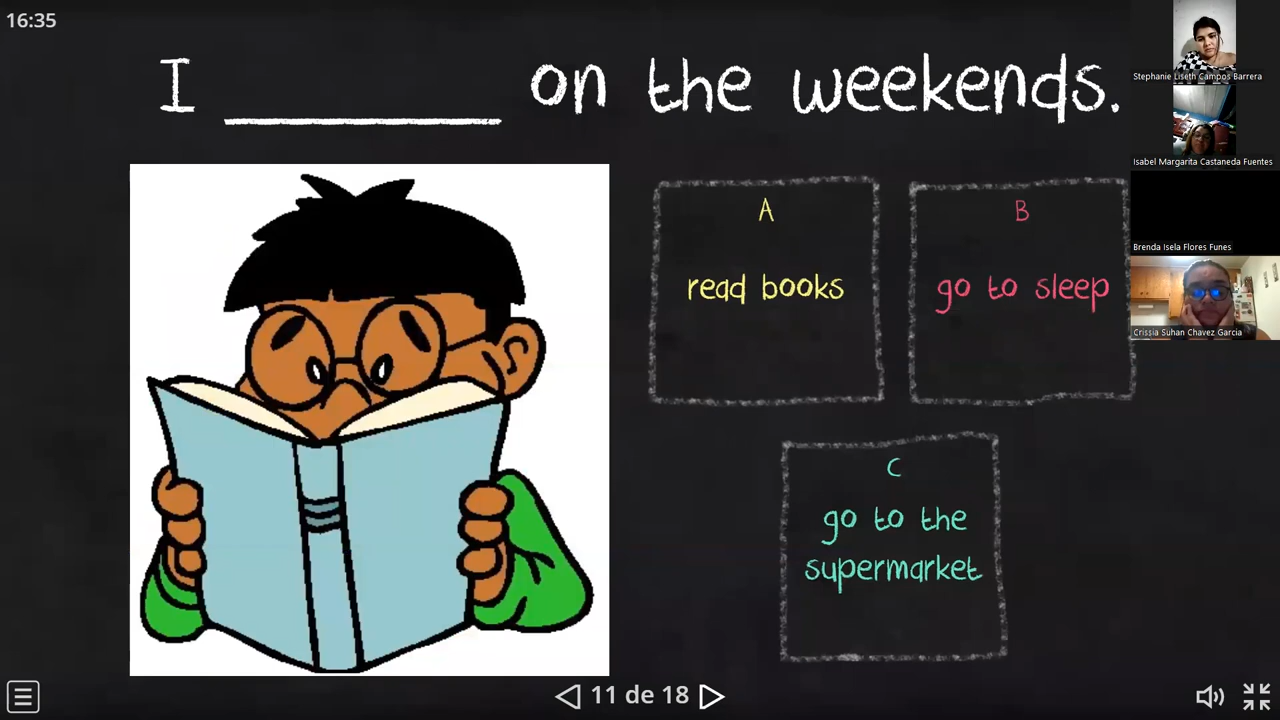 16:35
I ________ on the weekends.
A
read books
B
go to sleep
C
go to the
supermarket
Stephanie Liseth Campos Barrera
Isabel Margarita Castaneda Fuentes
Brenda Isela Flores Funes
Crissia Suhan Chavez Garcia
11 de 18